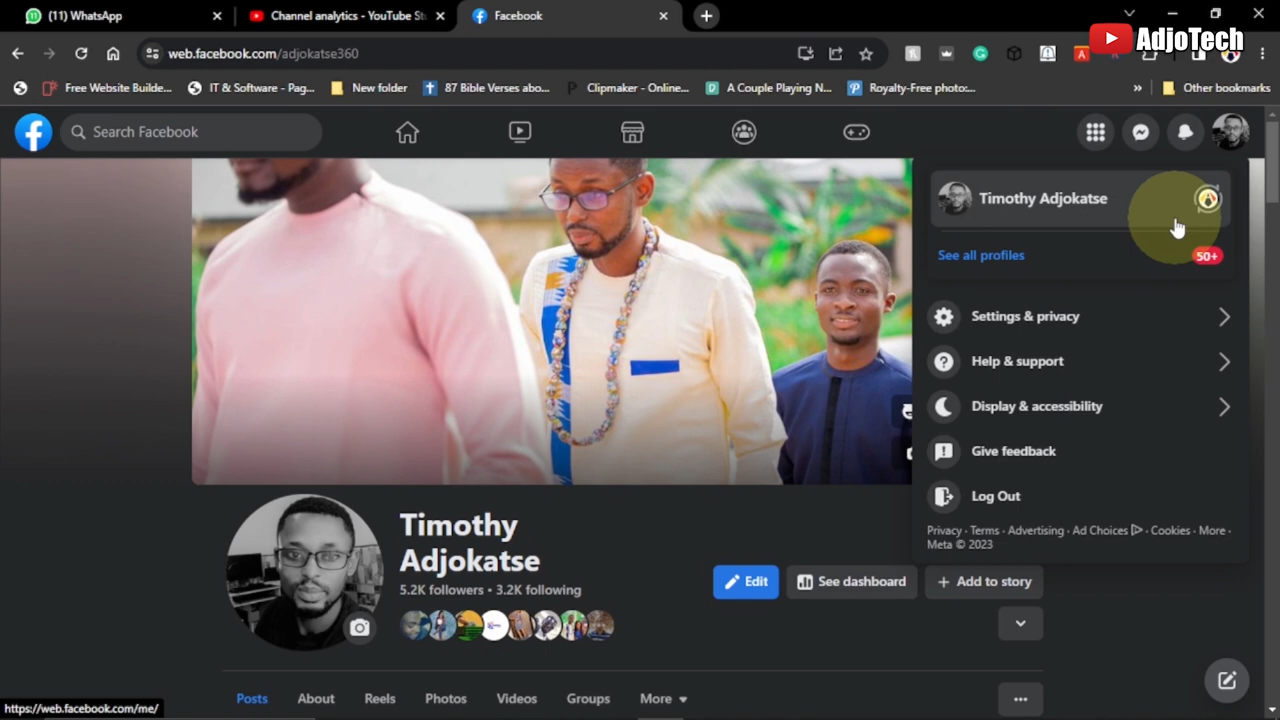 (11) WhatsApp
Channel analytics - YouTube St
Facebook
AdjoTech
web.facebook.com/adjokatse360
Free Website Builde...
IT & Software - Pag...
New folder
87 Bible Verses abo...
Clipmaker - Online...
A Couple Playing N...
Royalty-Free photo:...
»
Other bookmarks
Search Facebook
Timothy Adjokatse
See all profiles
50+
Settings & privacy
Help & support
Display & accessibility
Give feedback
Log Out
Privacy · Terms · Advertising · Ad Choices · Cookies · More ·
Meta © 2023
Timothy
Adjokatse
5.2K followers • 3.2K following
Edit
See dashboard
+ Add to story
Posts
About
Reels
Photos
Videos
Groups
More
https://web.facebook.com/me/